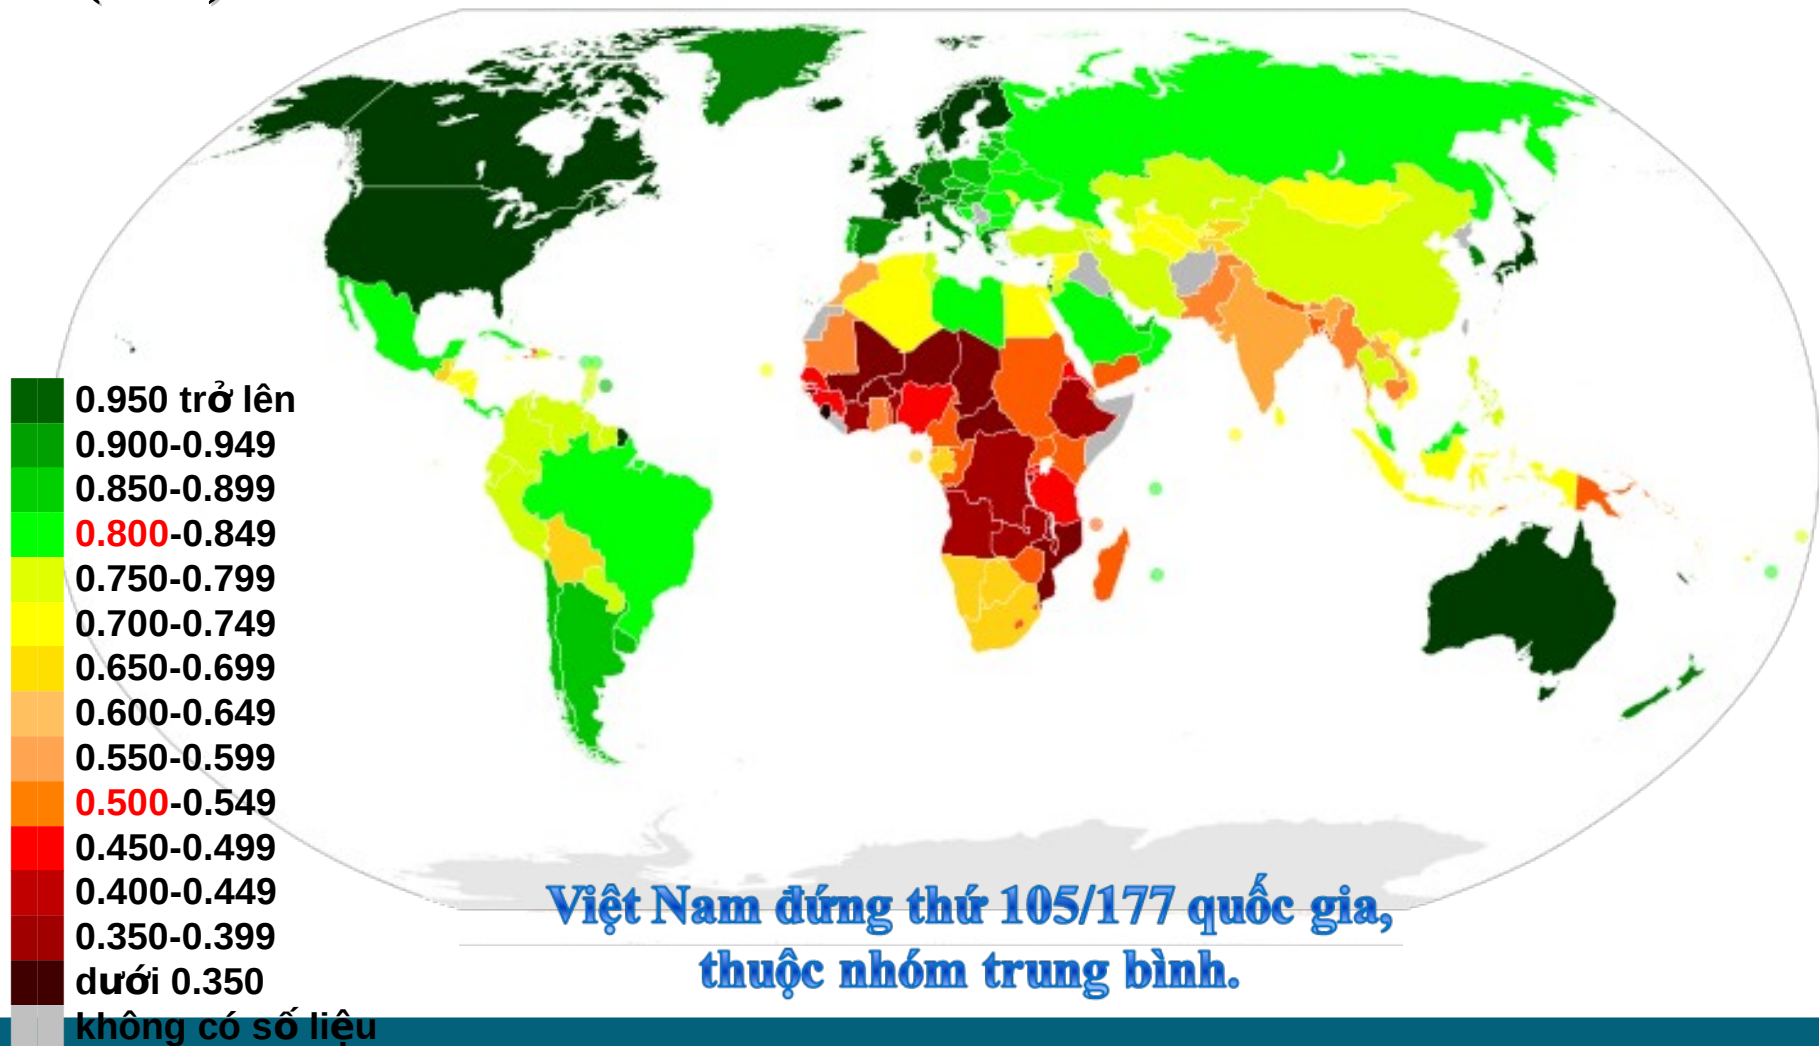 0.950 trở lên
0.900-0.949
0.850-0.899
0.800-0.849
0.750-0.799
0.700-0.749
0.650-0.699
0.600-0.649
0.550-0.599
0.500-0.549
0.450-0.499
0.400-0.449
0.350-0.399
dưới 0.350
không có số liệu
Việt Nam đứng thứ 105/177 quốc gia,
thuộc nhóm trung bình.